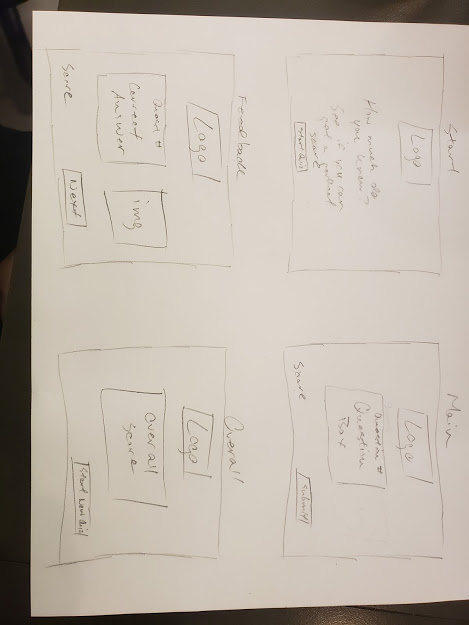 Start
Logo
How much do
you know?
See if you can
get a perfect
score
Start Quiz
Main
Logo
Question #
Question
Box
Score
Submit
Feedback
Logo
Quest #
Correct
Answer
img
Score
Next
Overall
Logo
Overall
Score
Start New Quiz